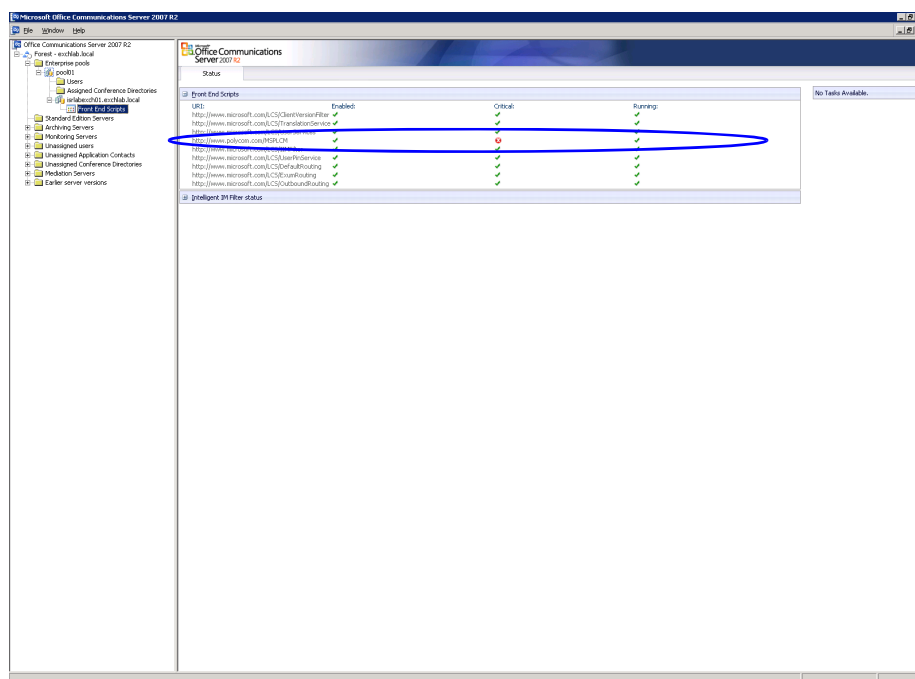 Microsoft Office Communications Server 2007 R2
File Window Help
Office Communications Server 2007 R2
Forest - exchlab.local
Enterprise pools
pool01
Users
Assigned Conference Directories
isrlabexch01.exchlab.local
Front End Scripts
Standard Edition Servers
Archiving Servers
Monitoring Servers
Unassigned users
Unassigned Application Contacts
Unassigned Conference Directories
Mediation Servers
Earlier server versions
Microsoft
Office Communications
Server 2007 R2
Status
Front End Scripts
URI: Enabled: Critical: Running:
http://www.microsoft.com/LCS/ClientVersionFilter
http://www.microsoft.com/LCS/TranslationService
http://www.polycom.com/MSPLCM
http://www.microsoft.com/LCS/UserPinService
http://www.microsoft.com/LCS/DefaultRouting
http://www.microsoft.com/LCS/ExumRouting
http://www.microsoft.com/LCS/OutboundRouting
Intelligent IM Filter status
No Tasks Available.